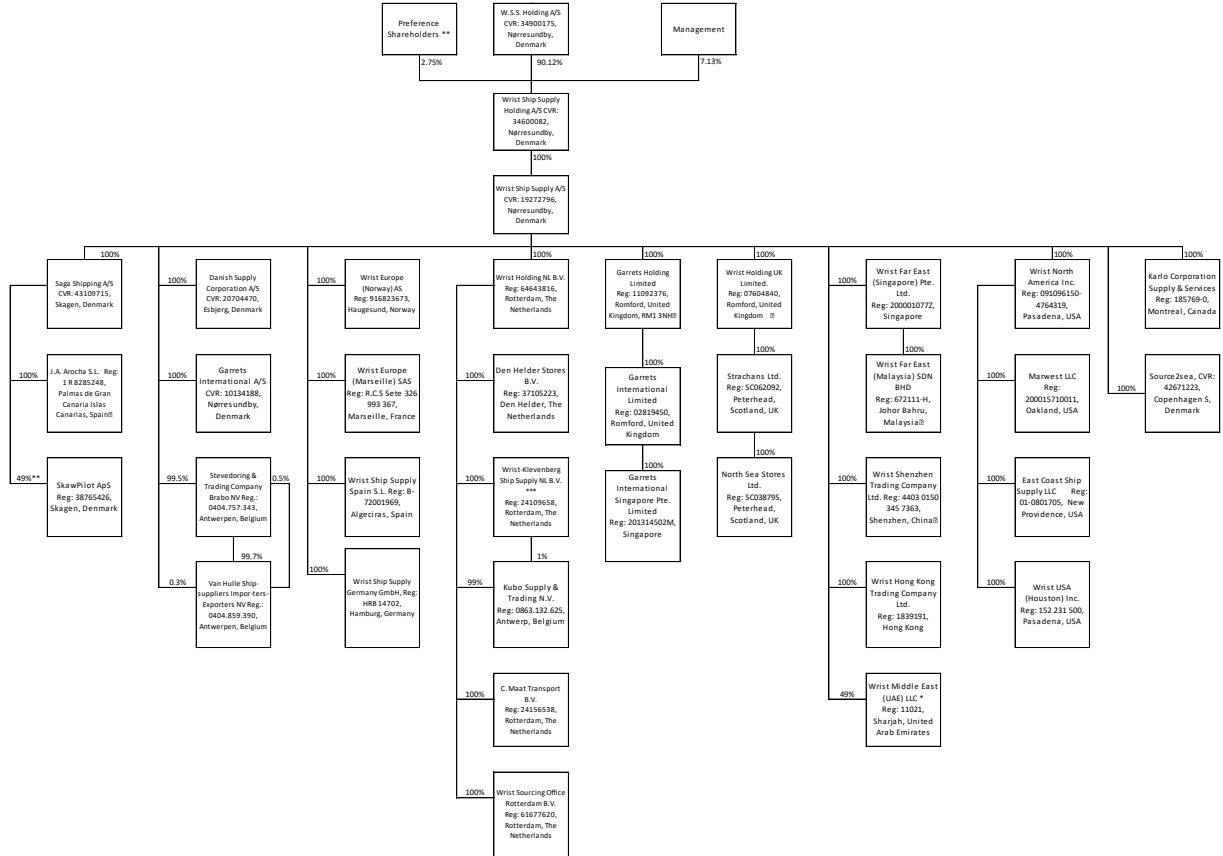 Preference
Shareholders **
W.S.S. Holding A/S
CVR: 34900175,
Nørresundby,
Denmark
Management
2.75%
90.12%
7.13%
Wrist Ship Supply
Holding A/S CVR:
34600082,
Nørresundby,
Denmark
100%
Wrist Ship Supply A/S
CVR: 19272796,
Nørresundby,
Denmark
100%
Saga Shipping A/S
CVR: 43109715,
Skagen, Denmark
100%
J.A. Arocha S.L. Reg:
1 R 8285248,
Palmas de Gran
Canaria Islas
Canarias, Spain
49%**
SkawPilot ApS
Reg: 38765426,
Skagen, Denmark
100%
Danish Supply
Corporation A/S
CVR: 20704470,
Esbjerg, Denmark
100%
Garrets
International A/S
CVR: 10134188,
Nørresundby,
Denmark
99.5%
Stevedoring &
Trading Company
Brabo NV Reg.:
0404.757.343,
Antwerpen, Belgium
0.5%
99.7%
0.3%
Van Hulle Ship-
suppliers Impor-ters-
Exporters NV Reg.:
0404.859.390,
Antwerpen, Belgium
100%
Wrist Europe
(Norway) AS
Reg: 916823673,
Haugesund, Norway
100%
Wrist Europe
(Marseille) SAS
Reg: R.C.S Sete 326
993 367,
Marseille, France
100%
Wrist Ship Supply
Spain S.L. Reg: B-
72001969,
Algeciras, Spain
100%
Wrist Ship Supply
Germany GmbH, Reg:
HRB 14702,
Hamburg, Germany
100%
Wrist Holding NL B.V.
Reg: 64643816,
Rotterdam, The
Netherlands
100%
Den Helder Stores
B.V.
Reg: 37105223,
Den Helder, The
Netherlands
100%
Wrist-Klevenberg
Ship Supply NL B.V.
***
Reg: 24109658,
Rotterdam, The
Netherlands
1%
99%
Kubo Supply &
Trading N.V.
Reg: 0863.132.625,
Antwerp, Belgium
100%
C. Maat Transport
B.V.
Reg: 24156538,
Rotterdam, The
Netherlands
100%
Wrist Sourcing Office
Rotterdam B.V.
Reg: 61677620,
Rotterdam, The
Netherlands
100%
Garrets Holding
Limited
Reg: 11092376,
Romford, United
Kingdom, RM1 3NH
100%
Garrets
International
Limited
Reg: 02819450,
Romford, United
Kingdom
100%
Garrets
International
Singapore Pte.
Limited
Reg: 201314502M,
Singapore
100%
Wrist Holding UK
Limited.
Reg: 07604840,
Romford, United
Kingdom
100%
Strachans Ltd.
Reg: SC062092,
Peterhead,
Scotland, UK
100%
North Sea Stores
Ltd.
Reg: SC038795,
Peterhead,
Scotland, UK
100%
Wrist Far East
(Singapore) Pte.
Ltd.
Reg: 200001077Z,
Singapore
100%
Wrist Far East
(Malaysia) SDN
BHD
Reg: 672111-H,
Johor Bahru,
Malaysia
100%
Wrist Shenzhen
Trading Company
Ltd. Reg: 4403 0150
345 7363,
Shenzhen, China
100%
Wrist Hong Kong
Trading Company
Ltd.
Reg: 1839191,
Hong Kong
49%
Wrist Middle East
(UAE) LLC *
Reg: 11021,
Sharjah, United
Arab Emirates
100%
Wrist North
America Inc.
Reg: 091096150-
4764319,
Pasadena, USA
100%
Marwest LLC
Reg:
200015710011,
Oakland, USA
100%
East Coast Ship
Supply LLC Reg:
01-0801705, New
Providence, USA
100%
Wrist USA
(Houston) Inc.
Reg: 152 231 500,
Pasadena, USA
100%
Karlo Corporation
Supply & Services
Reg: 185769-0,
Montreal, Canada
100%
Source2sea, CVR:
42671223,
Copenhagen S,
Denmark